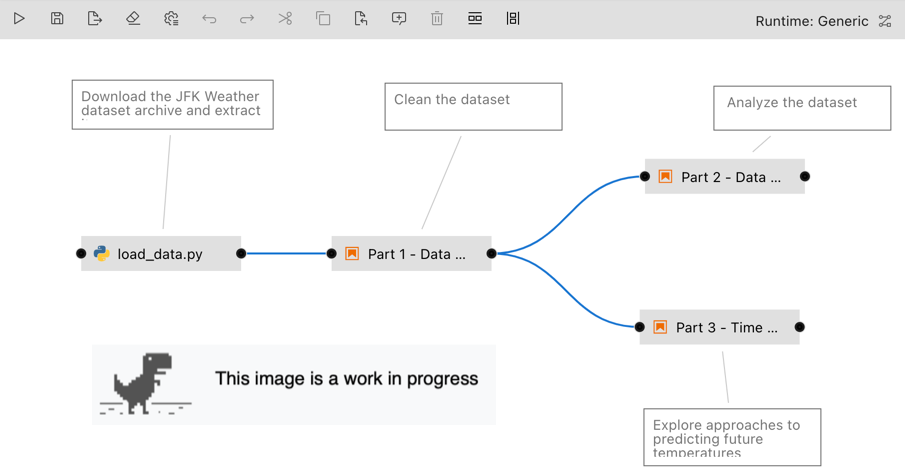 Runtime: Generic
Download the JFK Weather
dataset archive and extract
Clean the dataset
Analyze the dataset
Part 2 - Data ...
load_data.py
Part 1 - Data ...
Part 3 - Time ...
This image is a work in progress
Explore approaches to
predicting future
temperatures